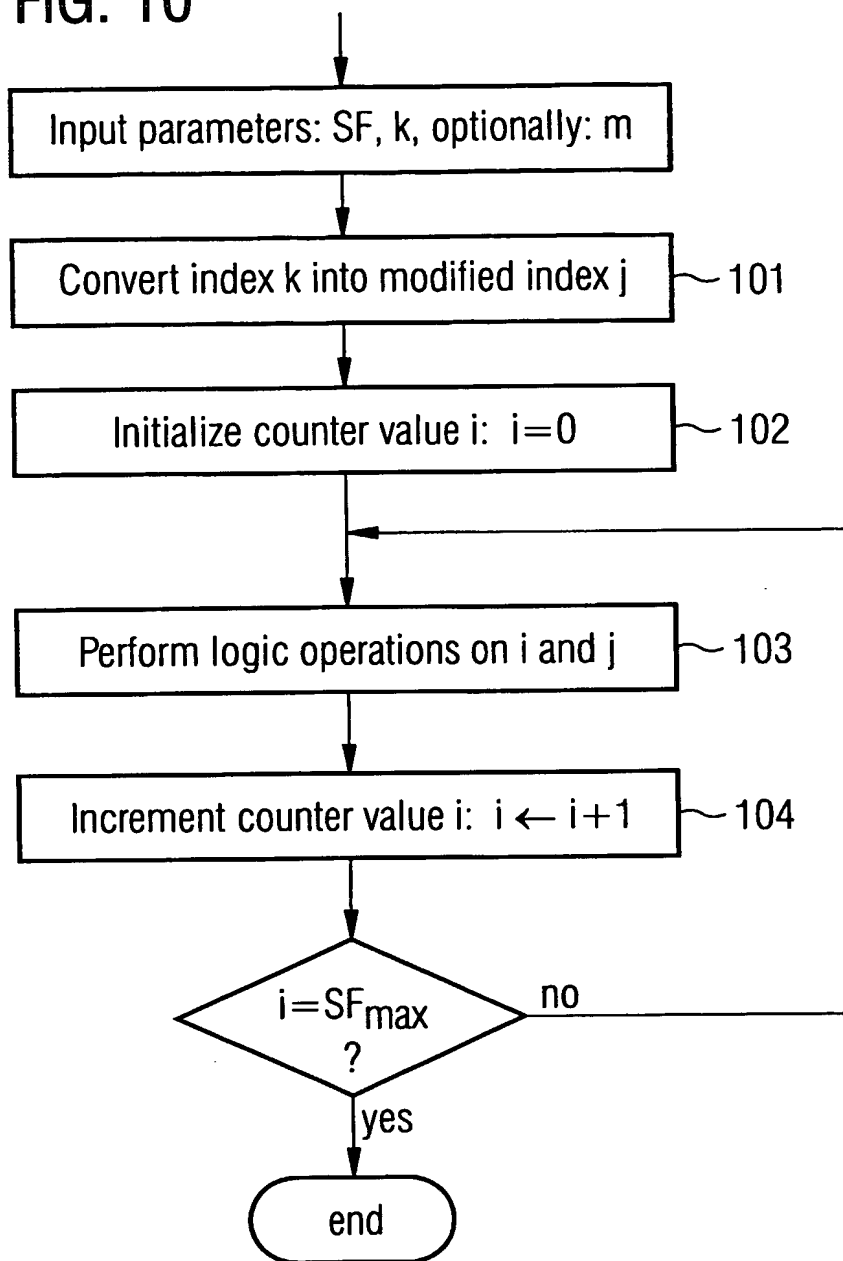 FIG. 10
Input parameters: SF, k, optionally: m
Convert index k into modified index j
101
Initialize counter value i: i=0
102
Perform logic operations on i and j
103
Increment counter value i: i ← i+1
104
i=SFmax
?
no
yes
end